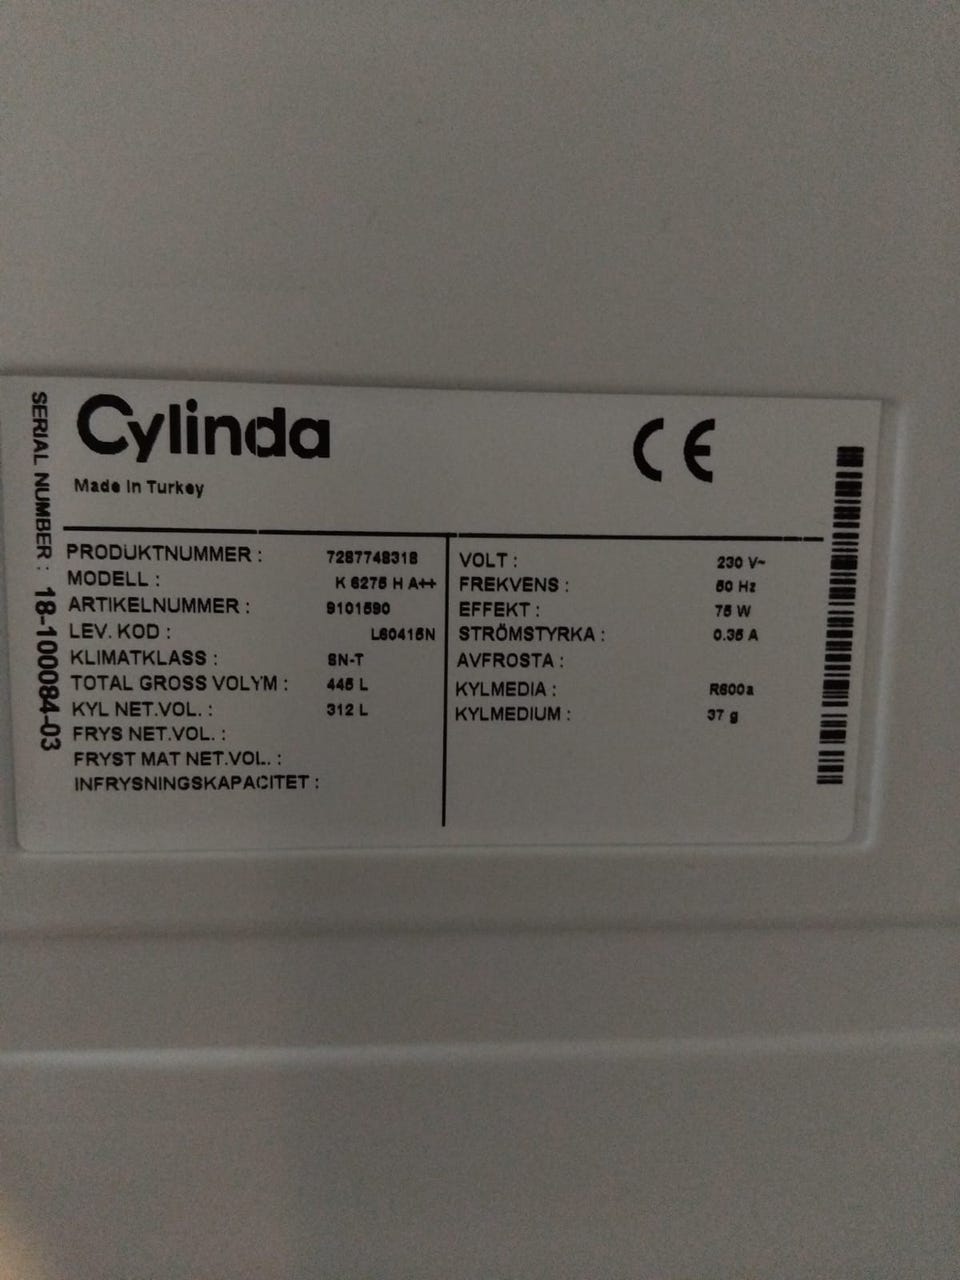 Cylinda
CE
Made In Turkey
SERIAL NUMBER : 18-100084-03
PRODUKTNUMMER : 7287748318
MODELL : K 6275 H A++
ARTIKELNUMMER : 9101590
LEV. KOD : L60415N
KLIMATKLASS : SN-T
TOTAL GROSS VOLYM : 445 L
KYL NET.VOL. : 312 L
FRYS NET.VOL. :
FRYST MAT NET.VOL. :
INFRYSNINGSKAPACITET :
VOLT : 230 V~
FREKVENS : 50 Hz
EFFEKT : 75 W
STRÖMSTYRKA : 0.35 A
AVFROSTA :
KYLMEDIA : R600a
KYLMEDIUM : 37 g